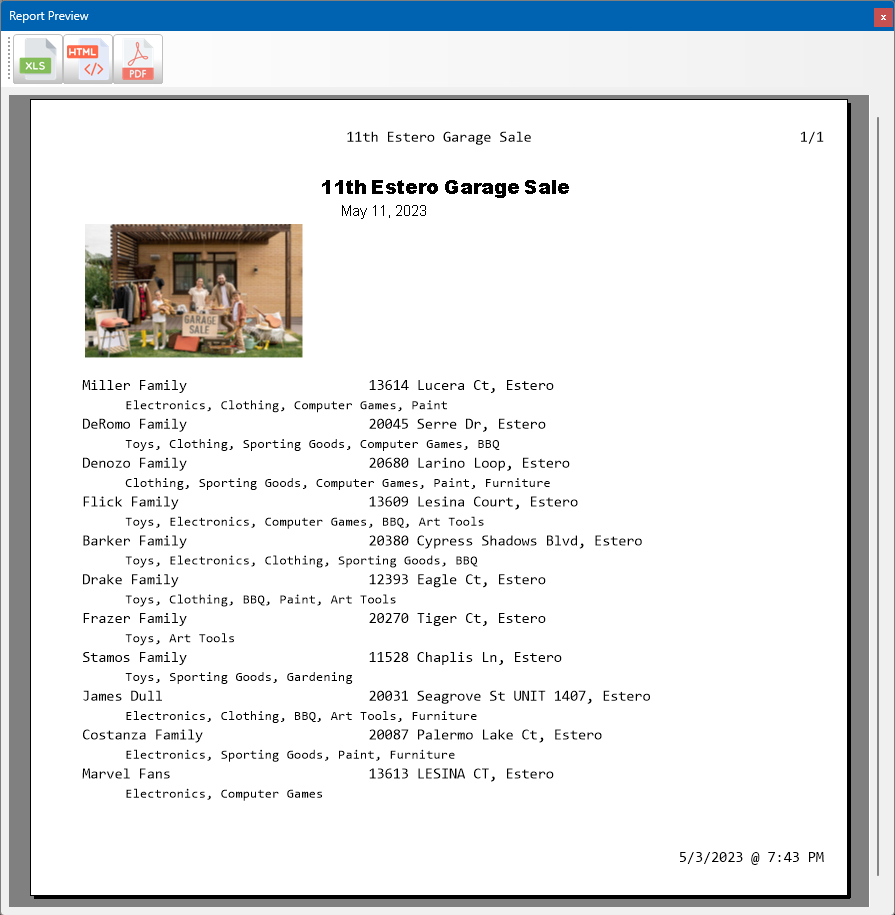 Report Preview
x
XLS
HTML
</>
PDF
11th Estero Garage Sale 1/1
11th Estero Garage Sale
May 11, 2023
GARAGE
SALE
Miller Family 13614 Lucera Ct, Estero
Electronics, Clothing, Computer Games, Paint
DeRomo Family 20045 Serre Dr, Estero
Toys, Clothing, Sporting Goods, Computer Games, BBQ
Denozo Family 20680 Larino Loop, Estero
Clothing, Sporting Goods, Computer Games, Paint, Furniture
Flick Family 13609 Lesina Court, Estero
Toys, Electronics, Computer Games, BBQ, Art Tools
Barker Family 20380 Cypress Shadows Blvd, Estero
Toys, Electronics, Clothing, Sporting Goods, BBQ
Drake Family 12393 Eagle Ct, Estero
Toys, Clothing, BBQ, Paint, Art Tools
Frazer Family 20270 Tiger Ct, Estero
Toys, Art Tools
Stamos Family 11528 Chaplis Ln, Estero
Toys, Sporting Goods, Gardening
James Dull 20031 Seagrove St UNIT 1407, Estero
Electronics, Clothing, BBQ, Art Tools, Furniture
Costanza Family 20087 Palermo Lake Ct, Estero
Electronics, Sporting Goods, Paint, Furniture
Marvel Fans 13613 LESINA CT, Estero
Electronics, Computer Games
5/3/2023 @ 7:43 PM